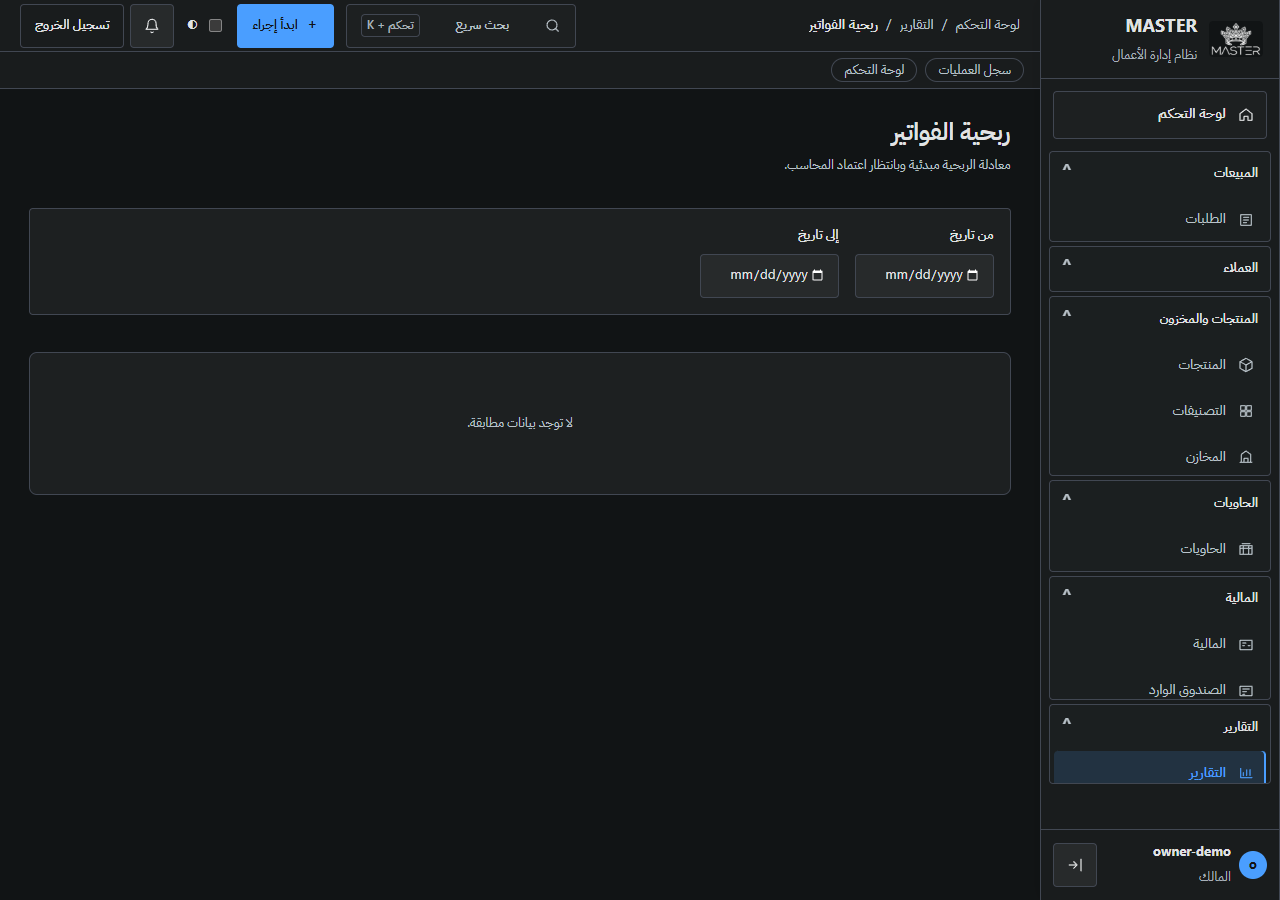 MASTER
MASTER
نظام إدارة الأعمال
لوحة التحكم
المبيعات
الطلبات
العملاء
المنتجات والمخزون
المنتجات
التصنيفات
المخازن
الحاويات
الحاويات
المالية
المالية
الصندوق الوارد
التقارير
التقارير
owner-demo
o
المالك
لوحة التحكم / التقارير / ربحية الفواتير
بحث سريع
تحكم + K
+ ابدأ إجراء
تسجيل الخروج
سجل العمليات
لوحة التحكم
ربحية الفواتير
معادلة الربحية مبدئية وبانتظار اعتماد المحاسب.
من تاريخ
mm/dd/yyyy
إلى تاريخ
mm/dd/yyyy
لا توجد بيانات مطابقة.